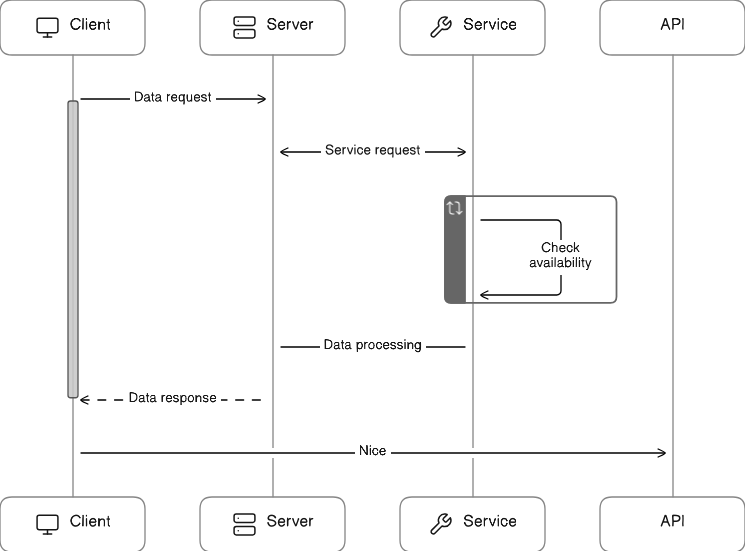 Client
Server
Service
API
Data request
Service request
Check
availability
Data processing
Data response
Nice
Client
Server
Service
API